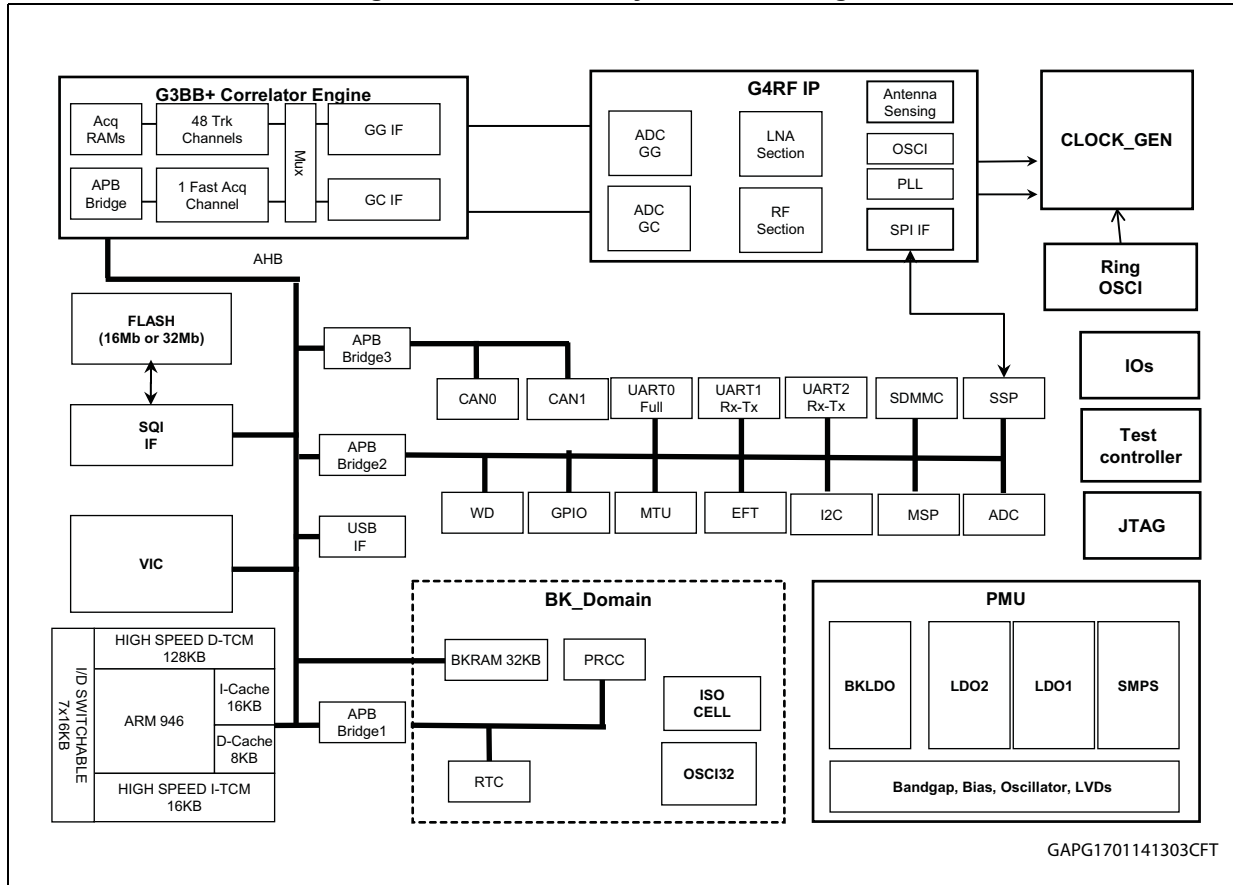 G3BB+ Correlator Engine
Acq
RAMs
48 Trk
Channels
Mux
GG IF
APB
Bridge
1 Fast Acq
Channel
GC IF
G4RF IP
ADC
GG
LNA
Section
Antenna
Sensing
OSCI
PLL
ADC
GC
RF
Section
SPI IF
CLOCK_GEN
Ring
OSCI
AHB
FLASH
(16Mb or 32Mb)
SQI
IF
VIC
APB
Bridge3
CAN0
CAN1
UART0
Full
UART1
Rx-Tx
UART2
Rx-Tx
SDMMC
SSP
APB
Bridge2
WD
GPIO
MTU
EFT
I2C
MSP
ADC
USB
IF
IOs
Test
controller
JTAG
I/D SWITCHABLE
7x16KB
HIGH SPEED D-TCM
128KB
ARM 946
I-Cache
16KB
D-Cache
8KB
HIGH SPEED I-TCM
16KB
APB
Bridge1
BK_Domain
BKRAM 32KB
PRCC
ISO
CELL
RTC
OSCI32
PMU
BKLDO
LDO2
LDO1
SMPS
Bandgap, Bias, Oscillator, LVDs
GAPG1701141303CFT